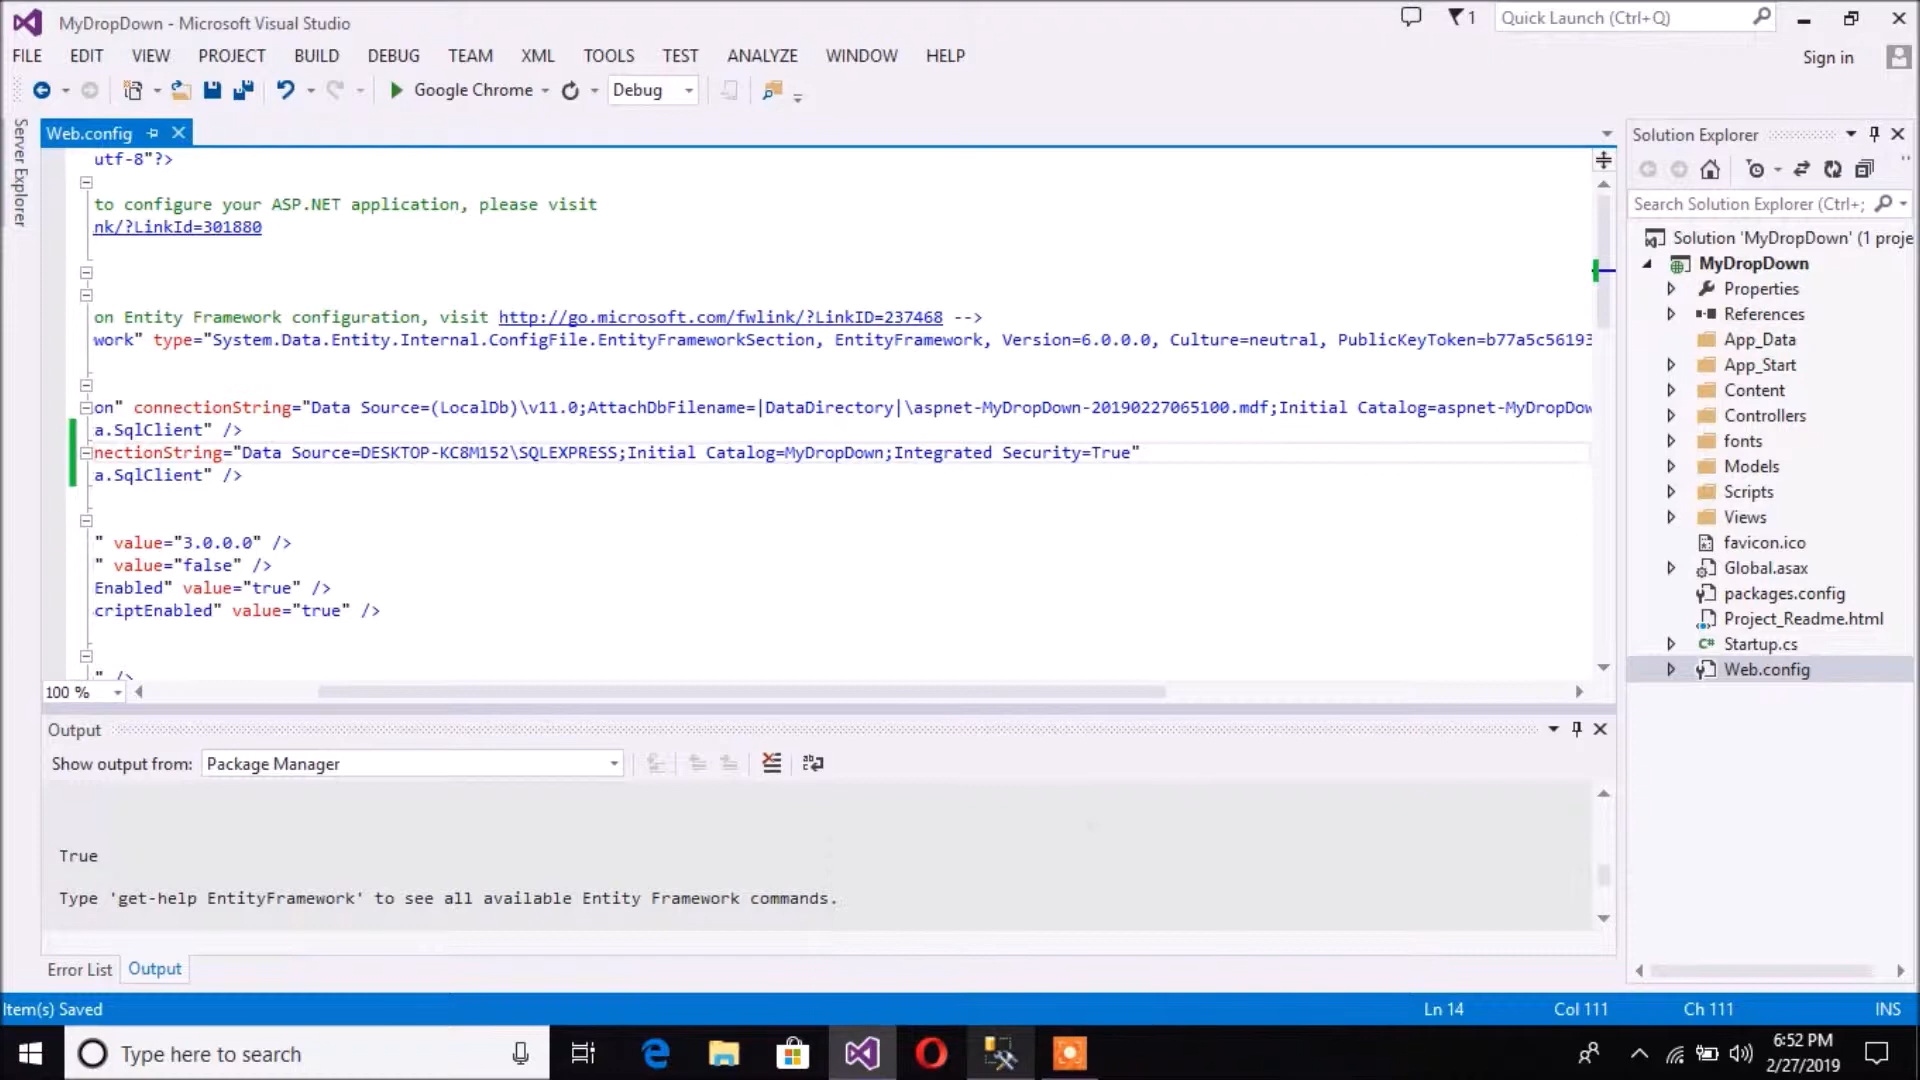 MyDropDown - Microsoft Visual Studio
1
Quick Launch (Ctrl+Q)
FILE EDIT VIEW PROJECT BUILD DEBUG TEAM XML TOOLS TEST ANALYZE WINDOW HELP
Sign in
Google Chrome
Debug
Server Explorer
Web.config
utf-8"?>
to configure your ASP.NET application, please visit
nk/?LinkId=301880
on Entity Framework configuration, visit http://go.microsoft.com/fwlink/?LinkID=237468 -->
work" type="System.Data.Entity.Internal.ConfigFile.EntityFrameworkSection, EntityFramework, Version=6.0.0.0, Culture=neutral, PublicKeyToken=b77a5c56193
on" connectionString="Data Source=(LocalDb)\v11.0;AttachDbFilename=|DataDirectory|\aspnet-MyDropDown-20190227065100.mdf;Initial Catalog=aspnet-MyDropDow
a.SqlClient" />
nectionString="Data Source=DESKTOP-KC8M152\SQLEXPRESS;Initial Catalog=MyDropDown;Integrated Security=True"
a.SqlClient" />
" value="3.0.0.0" />
" value="false" />
Enabled" value="true" />
criptEnabled" value="true" />
" />
100 %
Solution Explorer
Search Solution Explorer (Ctrl+;
Solution 'MyDropDown' (1 proje
MyDropDown
Properties
References
App_Data
App_Start
Content
Controllers
fonts
Models
Scripts
Views
favicon.ico
Global.asax
packages.config
Project_Readme.html
Startup.cs
Web.config
Output
Show output from: Package Manager
True
Type 'get-help EntityFramework' to see all available Entity Framework commands.
Error List Output
Item(s) Saved
Ln 14 Col 111 Ch 111 INS
Type here to search
6:52 PM
2/27/2019